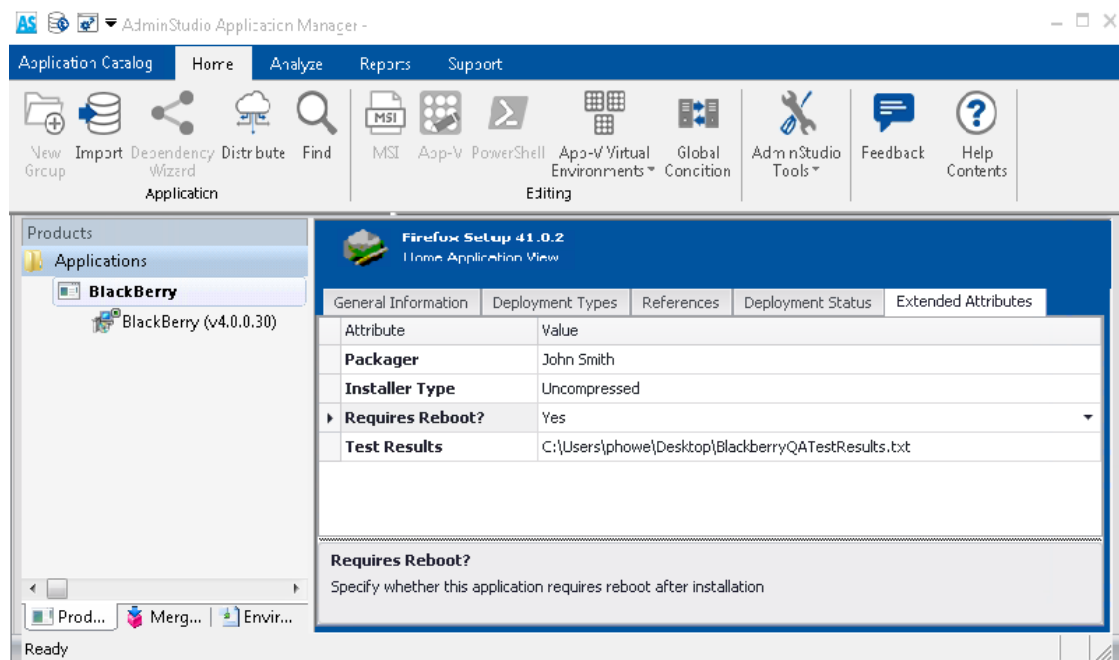 AS AdminStudio Application Manager -
Application Catalog Home Analyze Reports Support
New Group Import Dependency Wizard Distribute Find MSI MSI App-V PowerShell App-V Virtual Environments Global Condition AdminStudio Tools Feedback Help Contents
Application Editing
Products
Applications
BlackBerry
BlackBerry (v4.0.0.30)
Firefox Setup 41.0.2
Home Application View
General Information Deployment Types References Deployment Status Extended Attributes
Attribute Value
Packager John Smith
Installer Type Uncompressed
Requires Reboot? Yes
Test Results C:\Users\phowe\Desktop\BlackberryQATestResults.txt
Requires Reboot?
Specify whether this application requires reboot after installation
Prod... Merg... Envir...
Ready